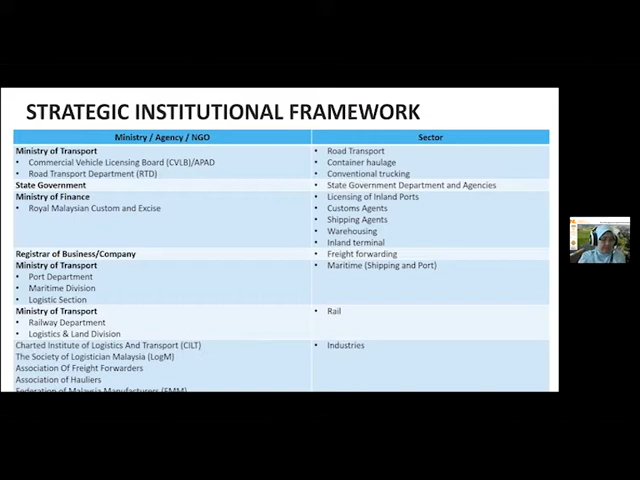 STRATEGIC INSTITUTIONAL FRAMEWORK
Ministry / Agency / NGO
Sector
Ministry of Transport
• Commercial Vehicle Licensing Board (CVLB)/APAD
• Road Transport Department (RTD)
• Road Transport
• Container haulage
• Conventional trucking
State Government
• State Government Department and Agencies
Ministry of Finance
• Royal Malaysian Custom and Excise
• Licensing of Inland Ports
• Customs Agents
• Shipping Agents
• Warehousing
• Inland terminal
Registrar of Business/Company
• Freight forwarding
Ministry of Transport
• Port Department
• Maritime Division
• Logistic Section
• Maritime (Shipping and Port)
Ministry of Transport
• Railway Department
• Logistics & Land Division
• Rail
Charted Institute of Logistics And Transport (CILT)
The Society of Logistician Malaysia (LogM)
Association Of Freight Forwarders
Association of Hauliers
Federation of Malaysia Manufacturers (FMM)
• Industries